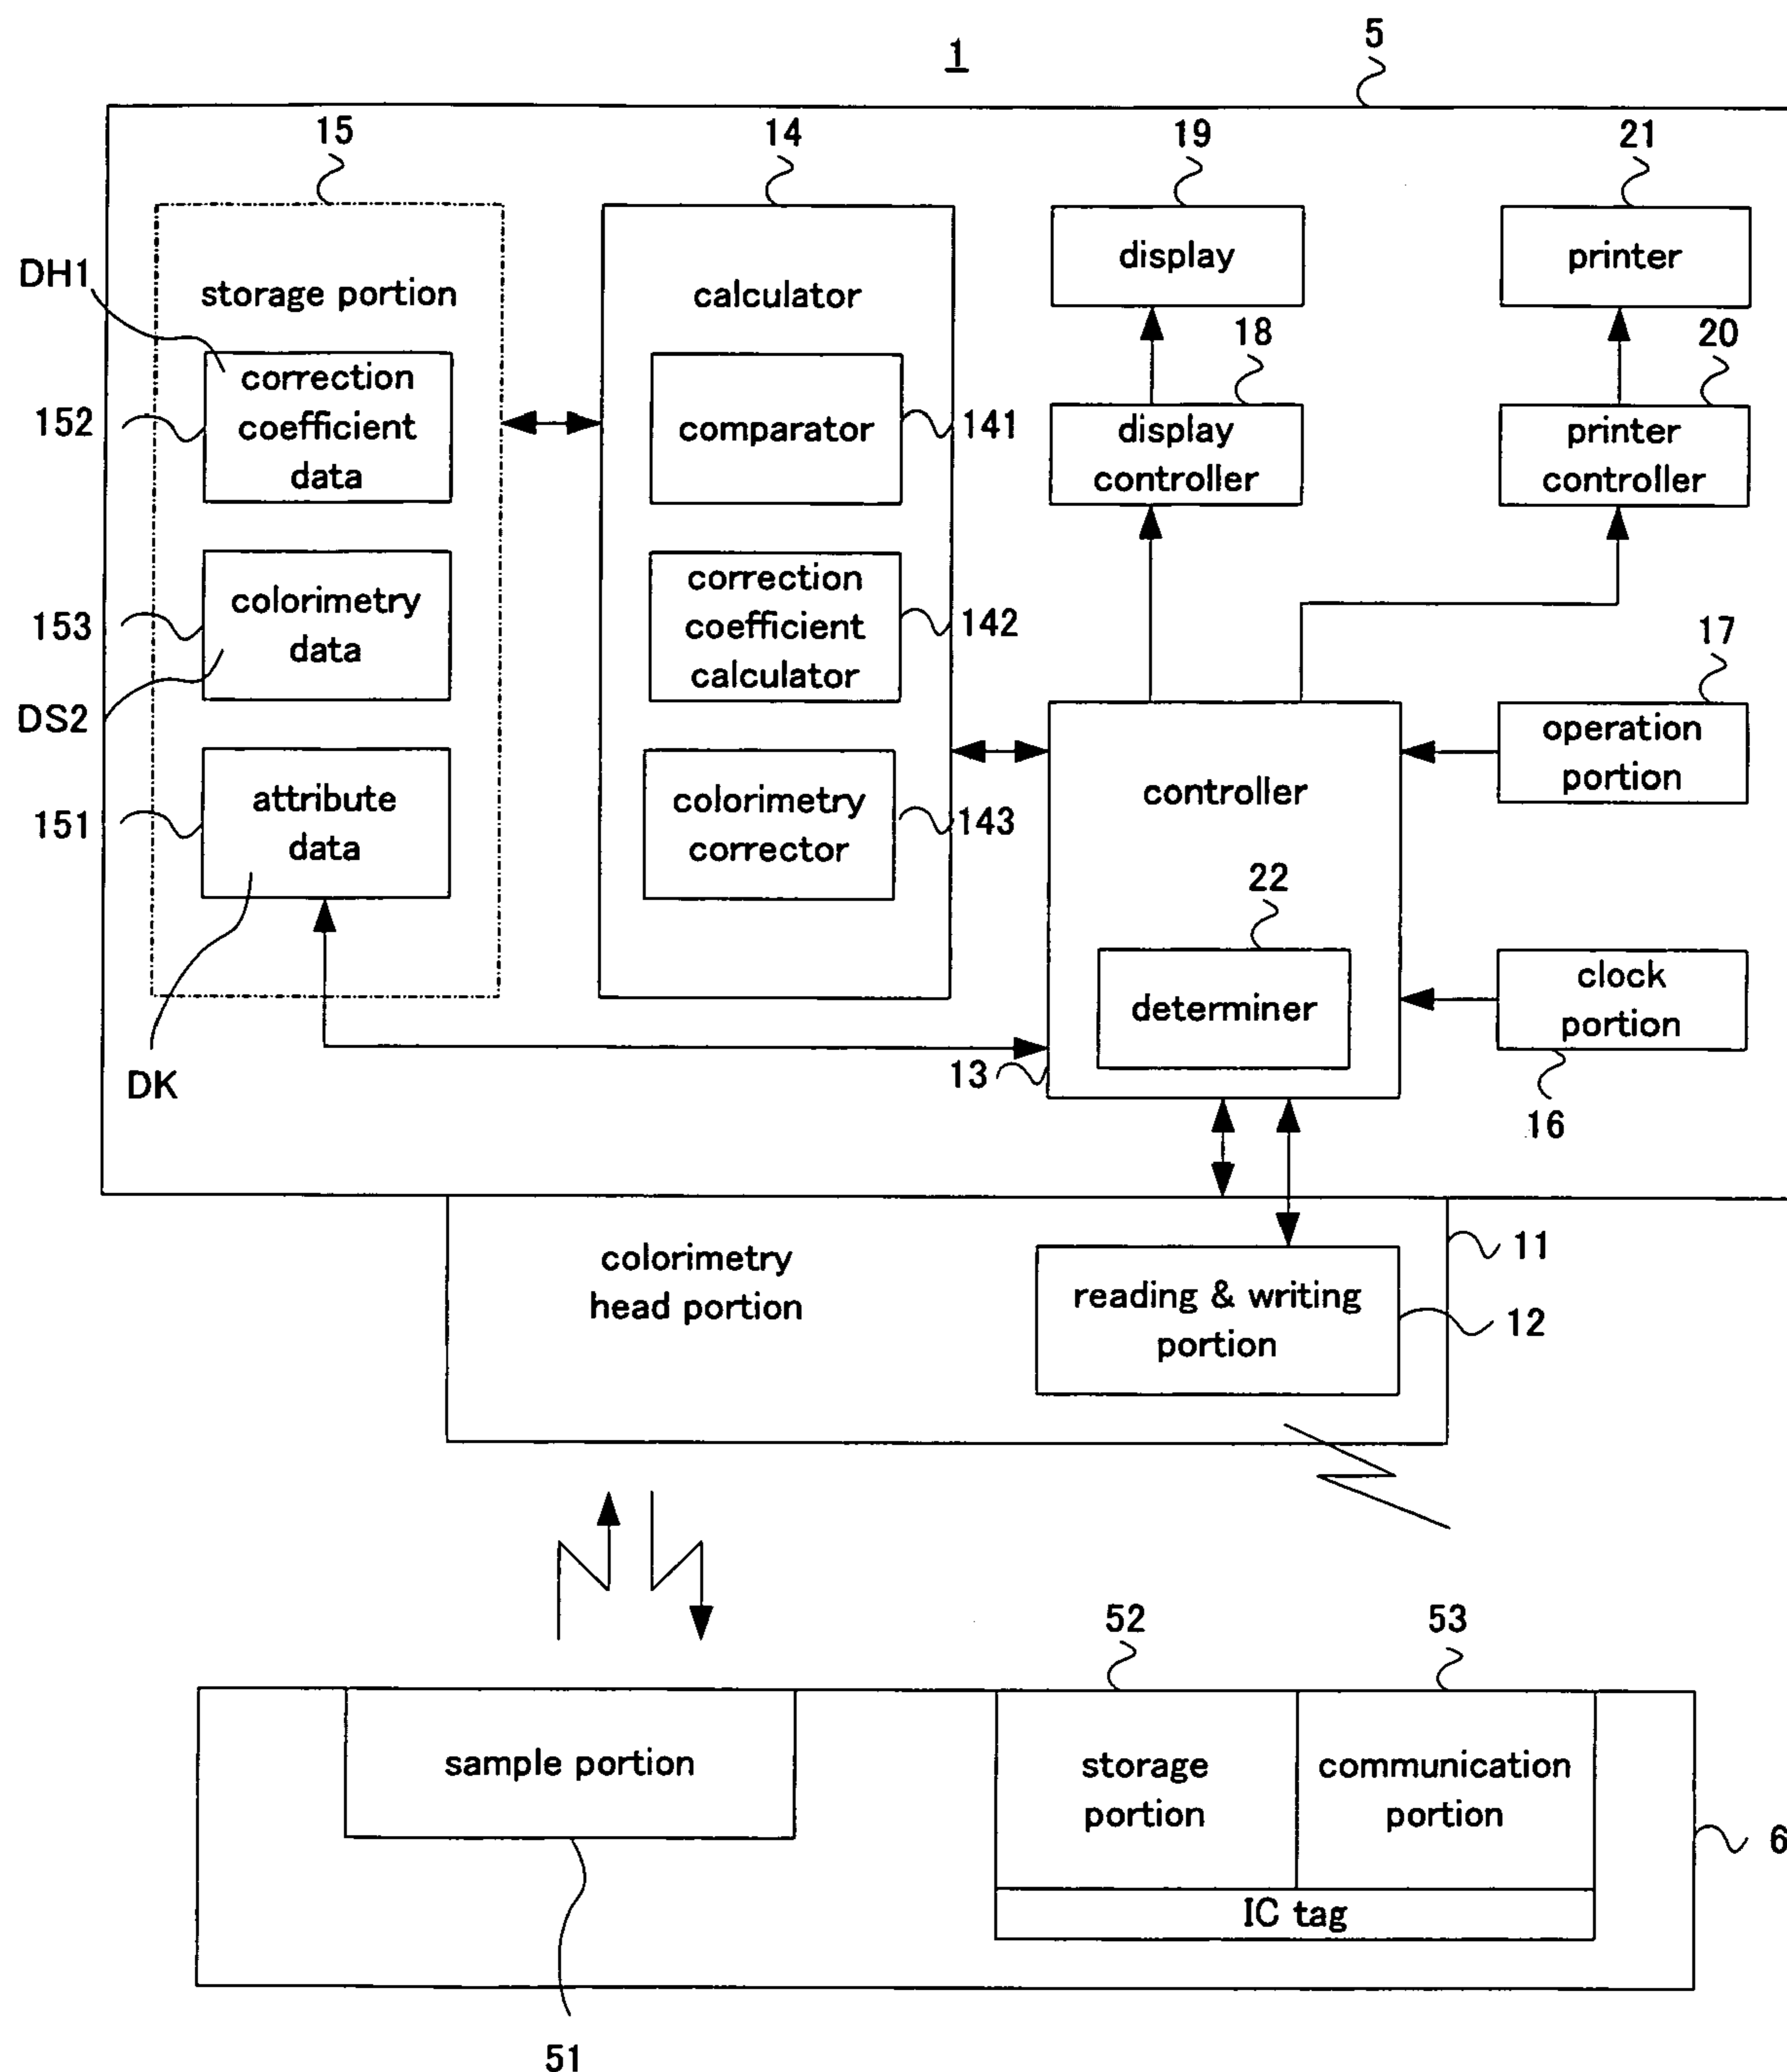 1
5
15
14
19
21
DH1
storage portion
calculator
display
printer
18
20
152
correction
coefficient
data
comparator
141
display
controller
printer
controller
153
colorimetry
data
correction
coefficient
calculator
142
17
DS2
operation
portion
151
attribute
data
colorimetry
corrector
143
controller
22
determiner
clock
portion
DK
13
16
colorimetry
head portion
11
reading & writing
portion
12
52
53
sample portion
storage
portion
communication
portion
6
IC tag
51